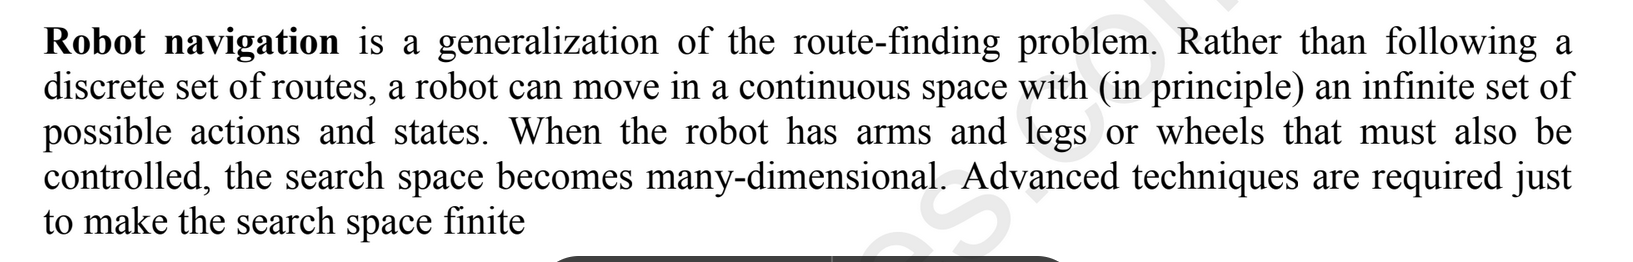 Robot navigation is a generalization of the route-finding problem. Rather than following a
discrete set of routes, a robot can move in a continuous space with (in principle) an infinite set of
possible actions and states. When the robot has arms and legs or wheels that must also be
controlled, the search space becomes many-dimensional. Advanced techniques are required just
to make the search space finite